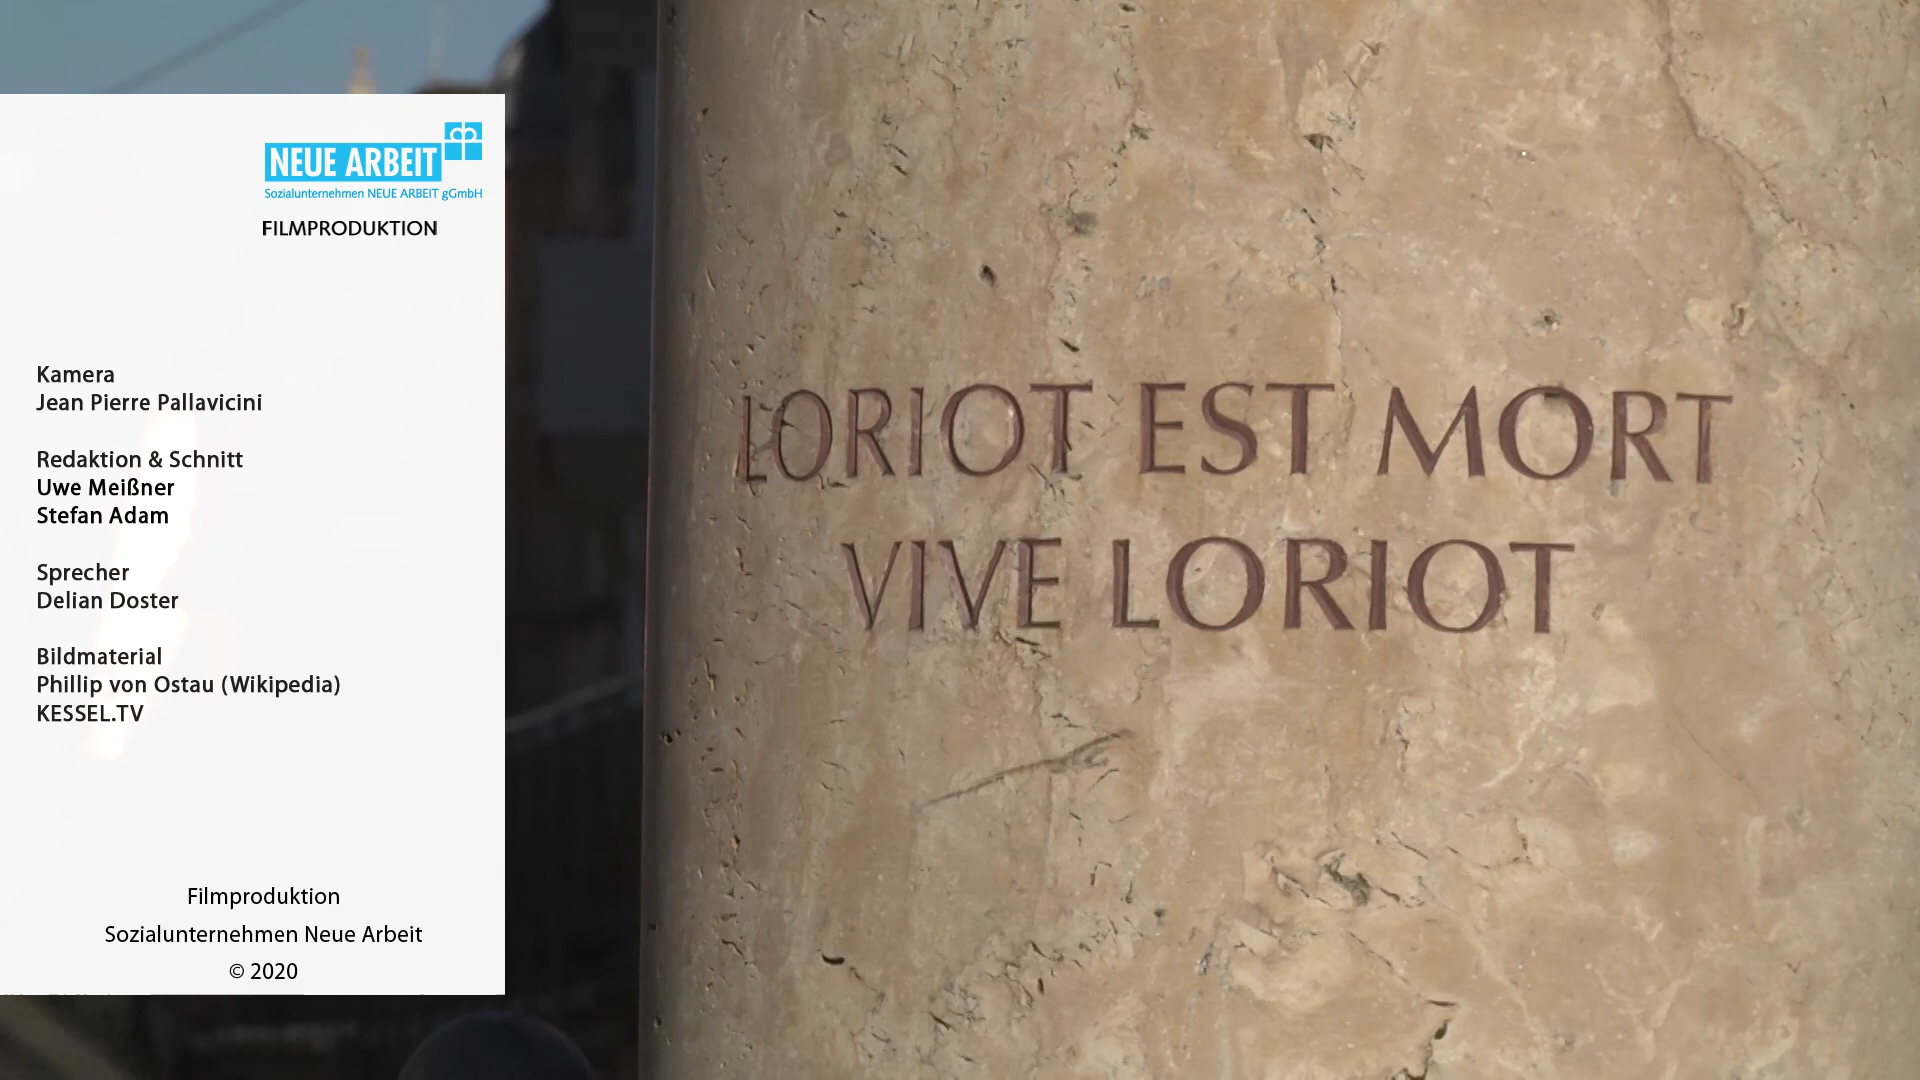 NEUE ARBEIT
Sozialunternehmen NEUE ARBEIT gGmbH
FILMPRODUKTION
Kamera
Jean Pierre Pallavicini
Redaktion & Schnitt
Uwe Meißner
Stefan Adam
Sprecher
Delian Doster
Bildmaterial
Phillip von Ostau (Wikipedia)
KESSEL.TV
Filmproduktion
Sozialunternehmen Neue Arbeit
© 2020
LORIOT EST MORT
VIVE LORIOT